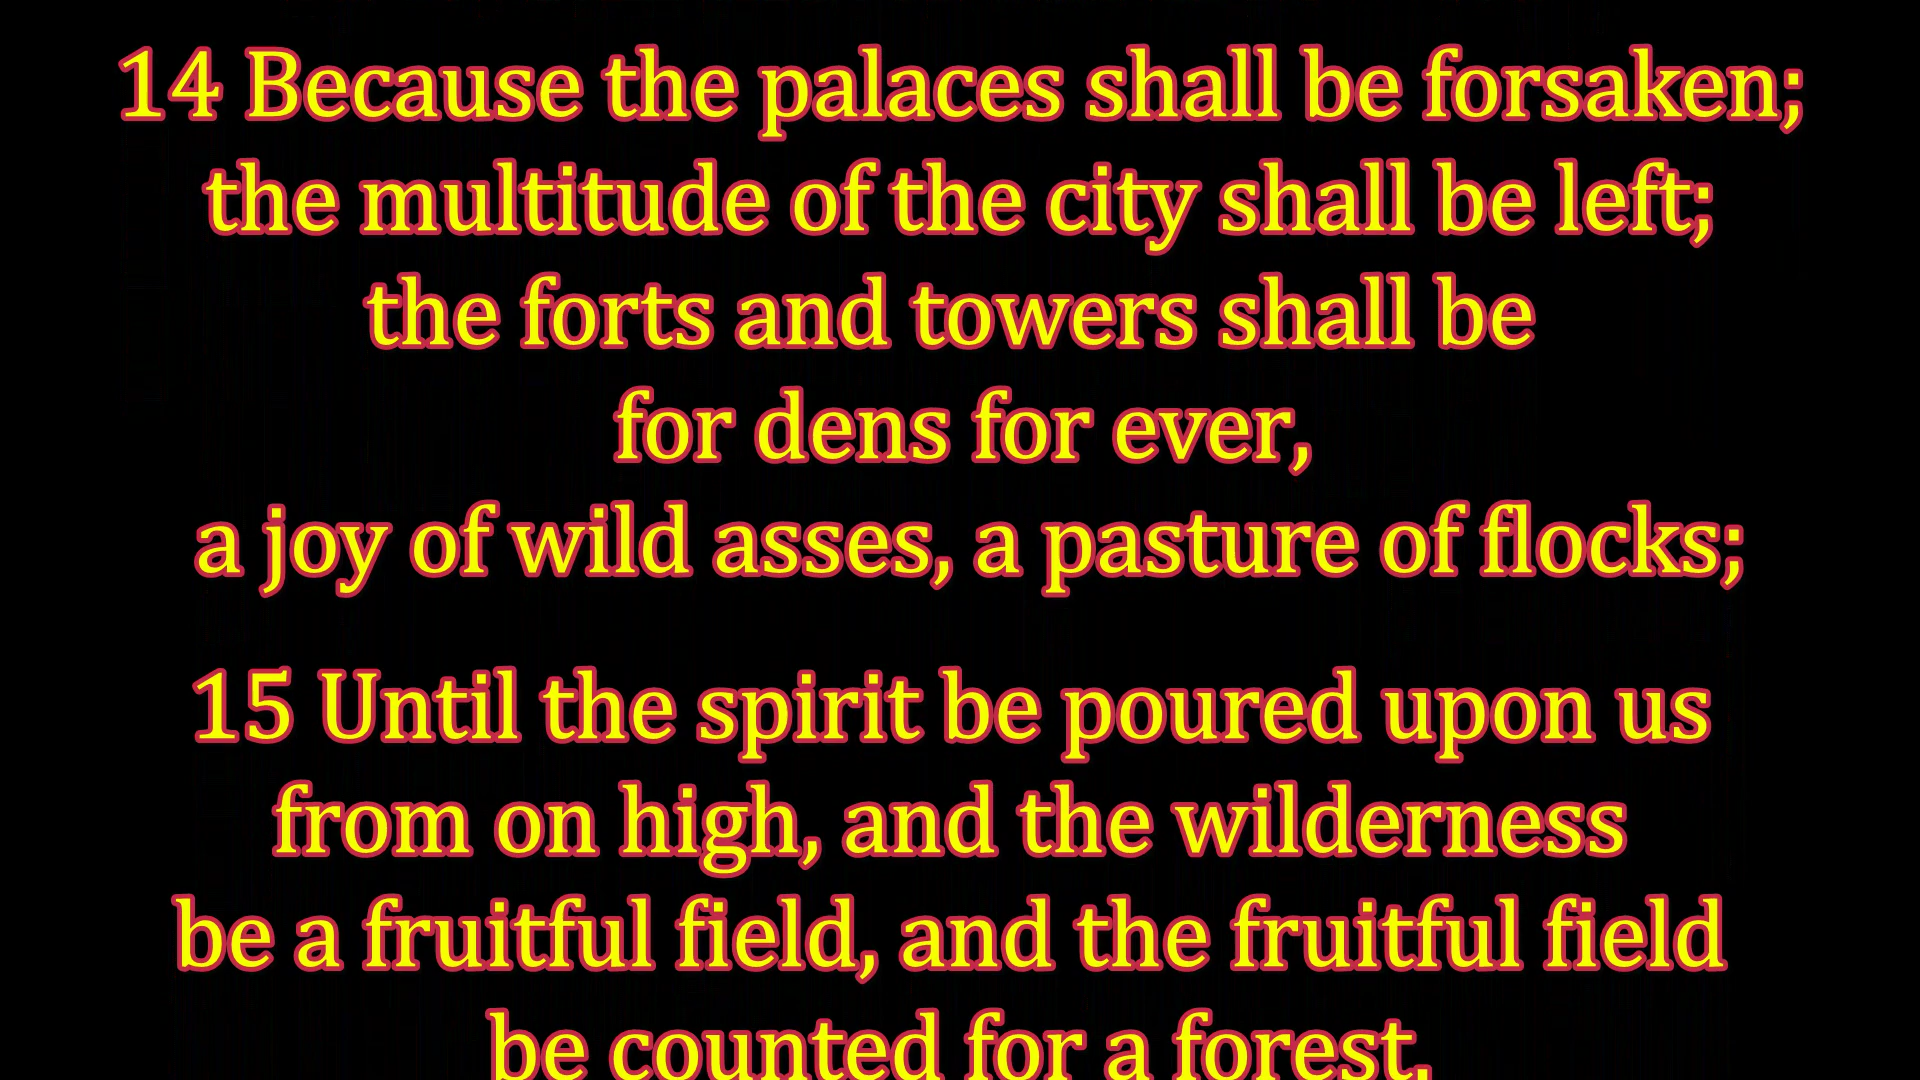 14 Because the palaces shall be forsaken;
the multitude of the city shall be left;
the forts and towers shall be
for dens for ever,
a joy of wild asses, a pasture of flocks;
15 Until the spirit be poured upon us
from on high, and the wilderness
be a fruitful field, and the fruitful field
be counted for a forest.